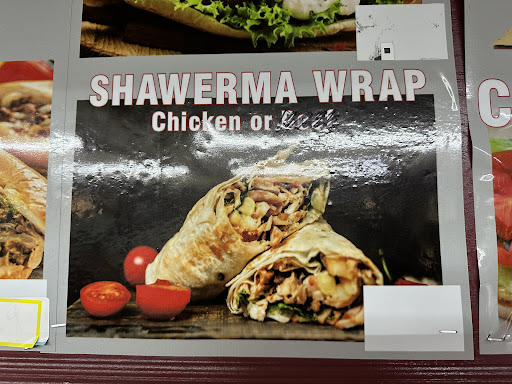 SHAWERMA WRAP
Chicken or
C